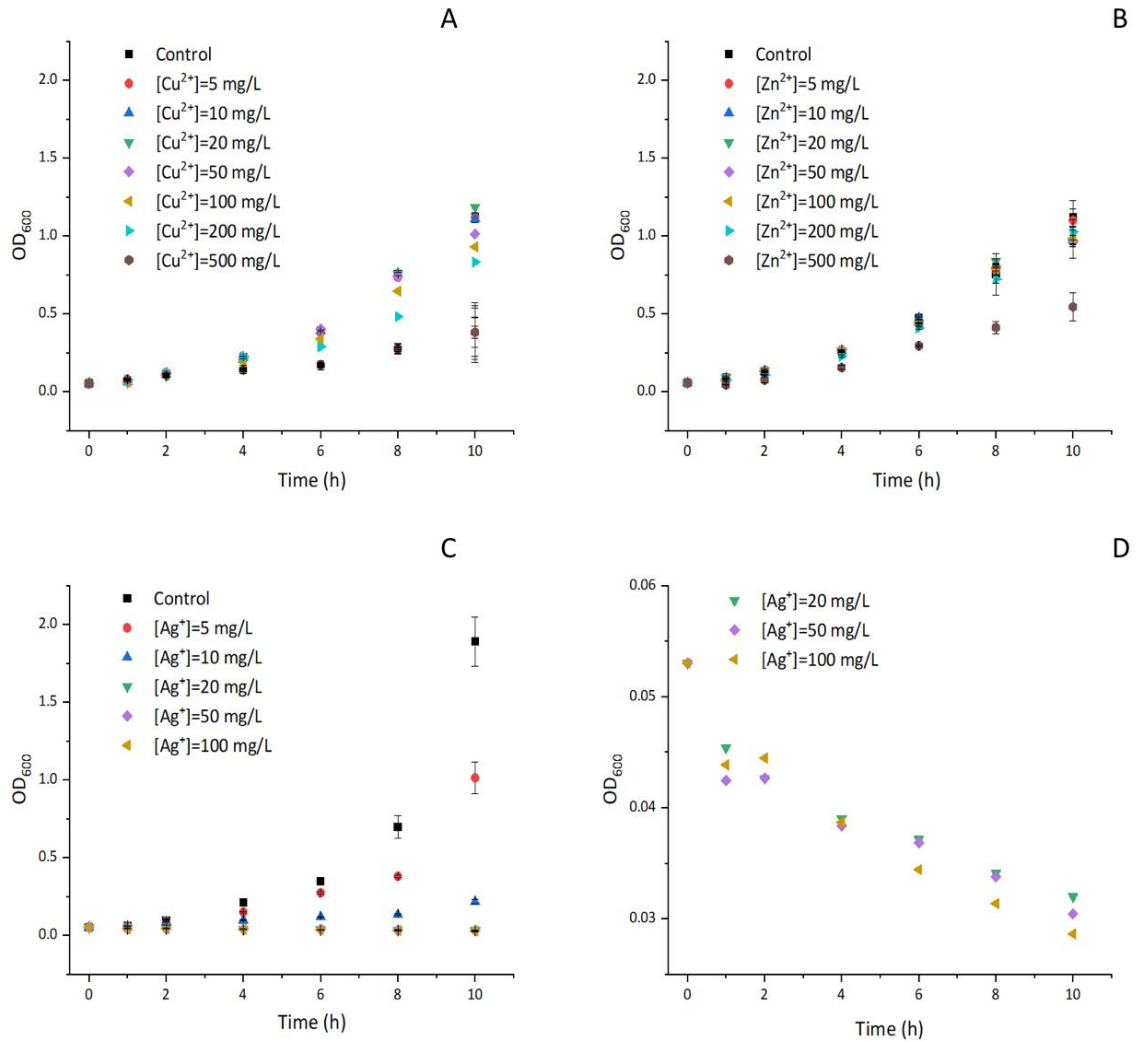 A
Control
[Cu²⁺]=5 mg/L
[Cu²⁺]=10 mg/L
[Cu²⁺]=20 mg/L
[Cu²⁺]=50 mg/L
[Cu²⁺]=100 mg/L
[Cu²⁺]=200 mg/L
[Cu²⁺]=500 mg/L
2.0
1.5
1.0
0.5
0.0
OD₆₀₀
0 2 4 6 8 10
Time (h)
B
Control
[Zn²⁺]=5 mg/L
[Zn²⁺]=10 mg/L
[Zn²⁺]=20 mg/L
[Zn²⁺]=50 mg/L
[Zn²⁺]=100 mg/L
[Zn²⁺]=200 mg/L
[Zn²⁺]=500 mg/L
2.0
1.5
1.0
0.5
0.0
OD₆₀₀
0 2 4 6 8 10
Time (h)
C
Control
[Ag⁺]=5 mg/L
[Ag⁺]=10 mg/L
[Ag⁺]=20 mg/L
[Ag⁺]=50 mg/L
[Ag⁺]=100 mg/L
2.0
1.5
1.0
0.5
0.0
OD₆₀₀
0 2 4 6 8 10
Time (h)
D
[Ag⁺]=20 mg/L
[Ag⁺]=50 mg/L
[Ag⁺]=100 mg/L
0.06
0.05
0.04
0.03
OD₆₀₀
0 2 4 6 8 10
Time (h)